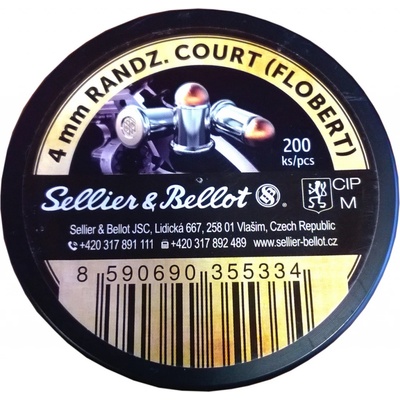 4 mm RANDZ. COURT (FLOBERT)
200
ks/pcs
Sellier & Bellot
CIP
M
Sellier & Bellot JSC, Lidická 667, 258 01 Vlašim, Czech Republic
+420 317 891 111 +420 317 892 489 www.sellier-bellot.cz
8 590690 355334